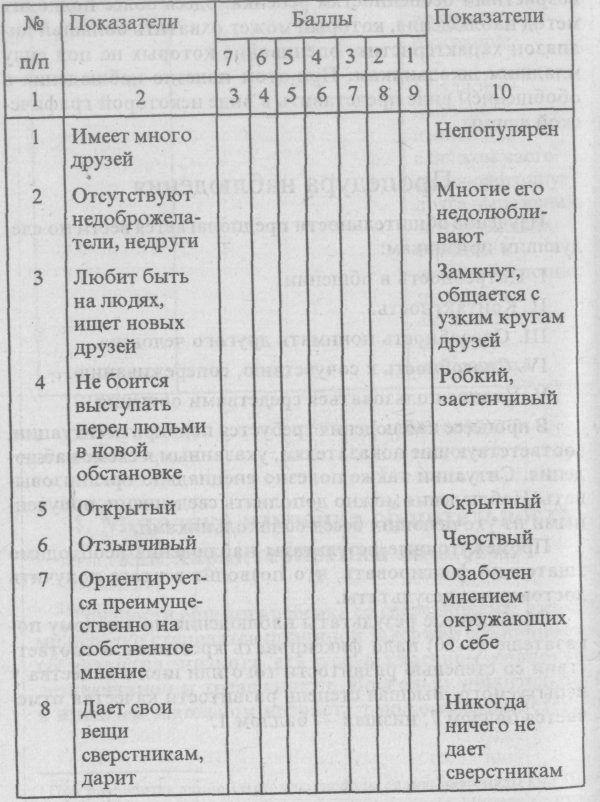 № Показатели Баллы Показатели
п/п 7 6 5 4 3 2 1
1 2 3 4 5 6 7 8 9 10
1 Имеет много Непопулярен
друзей
2 Отсутствуют Многие его
недоброжела- недолюбли-
тели, недруги вают
3 Любит быть Замкнут,
на людях, общается с
ищет новых узким кругам
друзей друзей
4 Не боится Робкий,
выступать застенчивый
перед людьми
в новой
обстановке
5 Открытый Скрытный
6 Отзывчивый Черствый
7 Ориентирует- Озабочен
ся преимуще- мнением
ственно на окружающих
собственное о себе
мнение
8 Дает свои Никогда
вещи ничего не
сверстникам, дает
дарит сверстникам